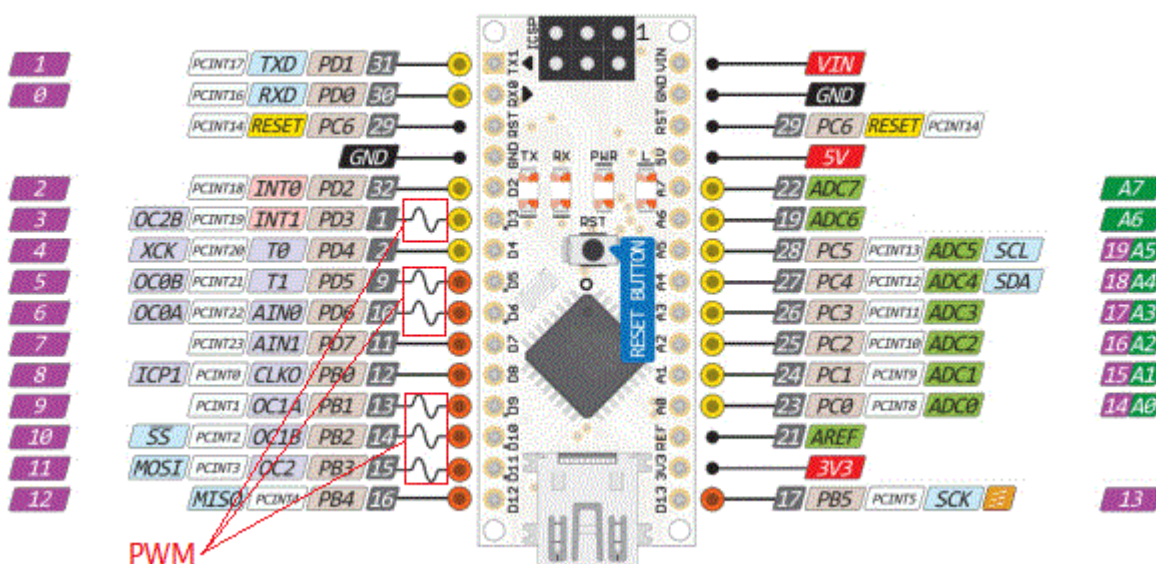 ICSP 1
1 PCINT17 TXD PD1 31 TX1 VIN VIN
0 PCINT16 RXD PD0 30 RX0 GND GND
PCINT14 RESET PC6 29 RST RST 29 PC6 RESET PCINT14
GND GND TX RX PWR L 5V 5V
2 PCINT18 INT0 PD2 32 D2 A7 22 ADC7 A7
3 OC2B PCINT19 INT1 PD3 1 D3 RST A6 19 ADC6 A6
4 XCK PCINT20 T0 PD4 2 D4 A5 28 PC5 PCINT13 ADC5 SCL 19 A5
5 OC0B PCINT21 T1 PD5 9 D5 A4 27 PC4 PCINT12 ADC4 SDA 18 A4
6 OC0A PCINT22 AIN0 PD6 10 D6 A3 26 PC3 PCINT11 ADC3 17 A3
RESET BUTTON
7 PCINT23 AIN1 PD7 11 D7 A2 25 PC2 PCINT10 ADC2 16 A2
8 ICP1 PCINT0 CLKO PB0 12 D8 A1 24 PC1 PCINT9 ADC1 15 A1
9 PCINT1 OC1A PB1 13 D9 A0 23 PC0 PCINT8 ADC0 14 A0
10 SS PCINT2 OC1B PB2 14 D10 REF 21 AREF
11 MOSI PCINT3 OC2 PB3 15 D11 3V3 3V3
12 MISO PCINT4 PB4 16 D12 D13 17 PB5 PCINT5 SCK 13
PWM